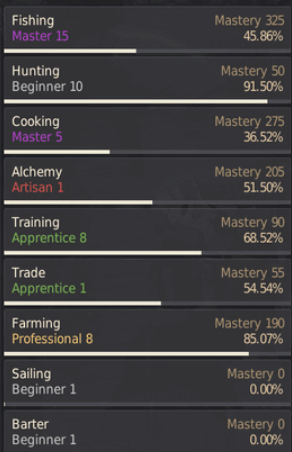 Fishing Mastery 325
Master 15 45.86%
Hunting Mastery 50
Beginner 10 91.50%
Cooking Mastery 275
Master 5 36.52%
Alchemy Mastery 205
Artisan 1 51.50%
Training Mastery 90
Apprentice 8 68.52%
Trade Mastery 55
Apprentice 1 54.54%
Farming Mastery 190
Professional 8 85.07%
Sailing Mastery 0
Beginner 1 0.00%
Barter Mastery 0
Beginner 1 0.00%